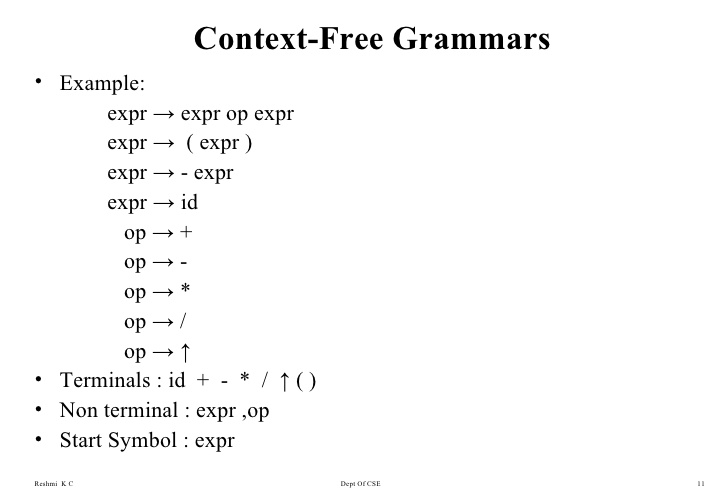 Context-Free Grammars
• Example:
expr → expr op expr
expr → ( expr )
expr → - expr
expr → id
op → +
op → -
op → *
op → /
op → ↑
• Terminals : id + - * / ↑ ( )
• Non terminal : expr ,op
• Start Symbol : expr
Reshmi K C Dept Of CSE 11